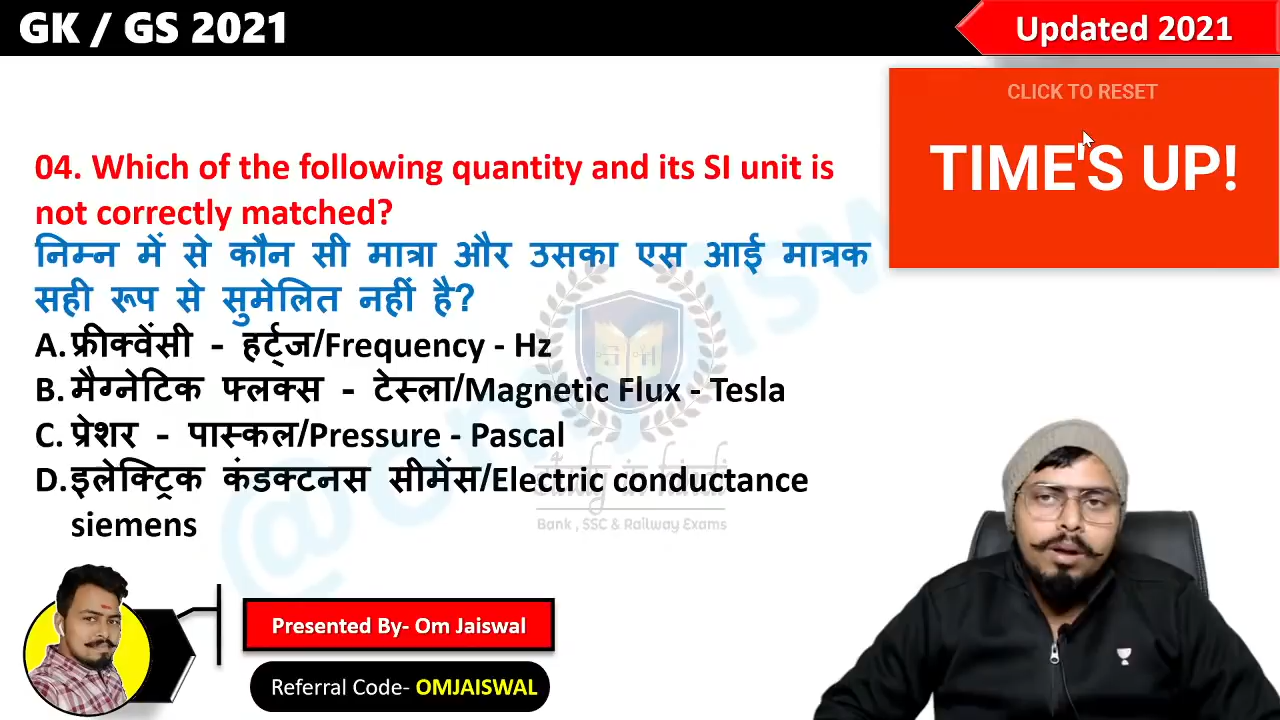 GK / GS 2021
Updated 2021
CLICK TO RESET
TIME'S UP!
04. Which of the following quantity and its SI unit is
not correctly matched?
निम्न में से कौन सी मात्रा और उसका एस आई मात्रक
सही रूप से सुमेलित नहीं है?
A. फ्रीक्वेंसी - हर्ट्ज/Frequency - Hz
B. मैग्नेटिक फ्लक्स - टेस्ला/Magnetic Flux - Tesla
C. प्रेशर - पास्कल/Pressure - Pascal
D. इलेक्ट्रिक कंडक्टनस सीमेंस/Electric conductance
siemens
study in hindi
Bank , SSC & Railway Exams
Presented By- Om Jaiswal
Referral Code- OMJAISWAL